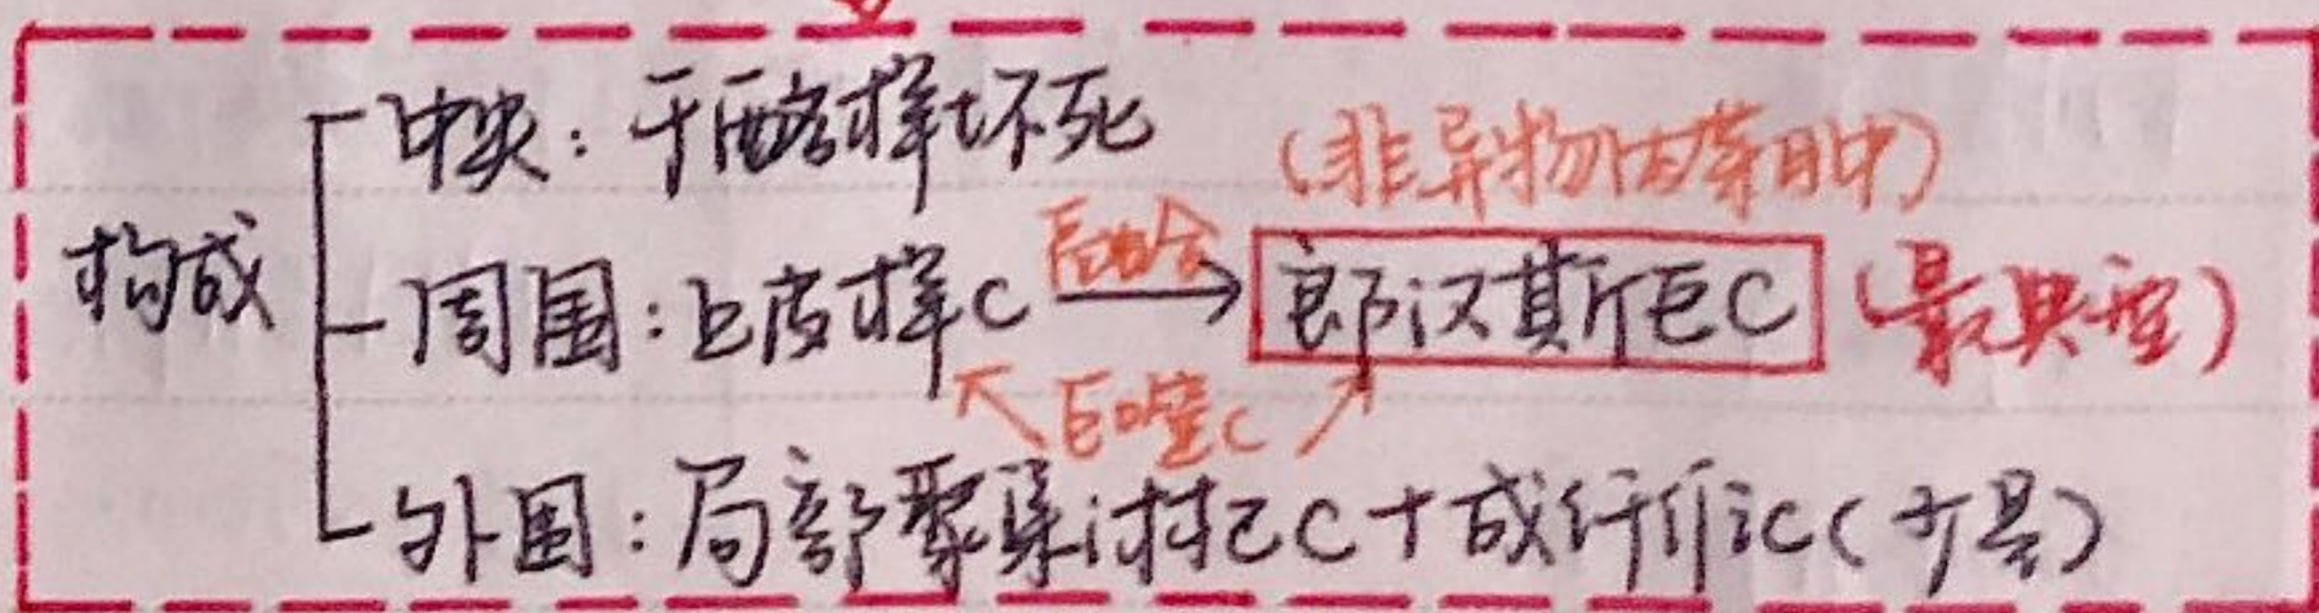 中央：干酪样坏死
（非异物肉芽肿）
构成
周围：上皮样C 融合→ 郎汉斯巨C （最典型）
巨噬C
外围：局部聚集淋巴C＋成纤维C（少量）